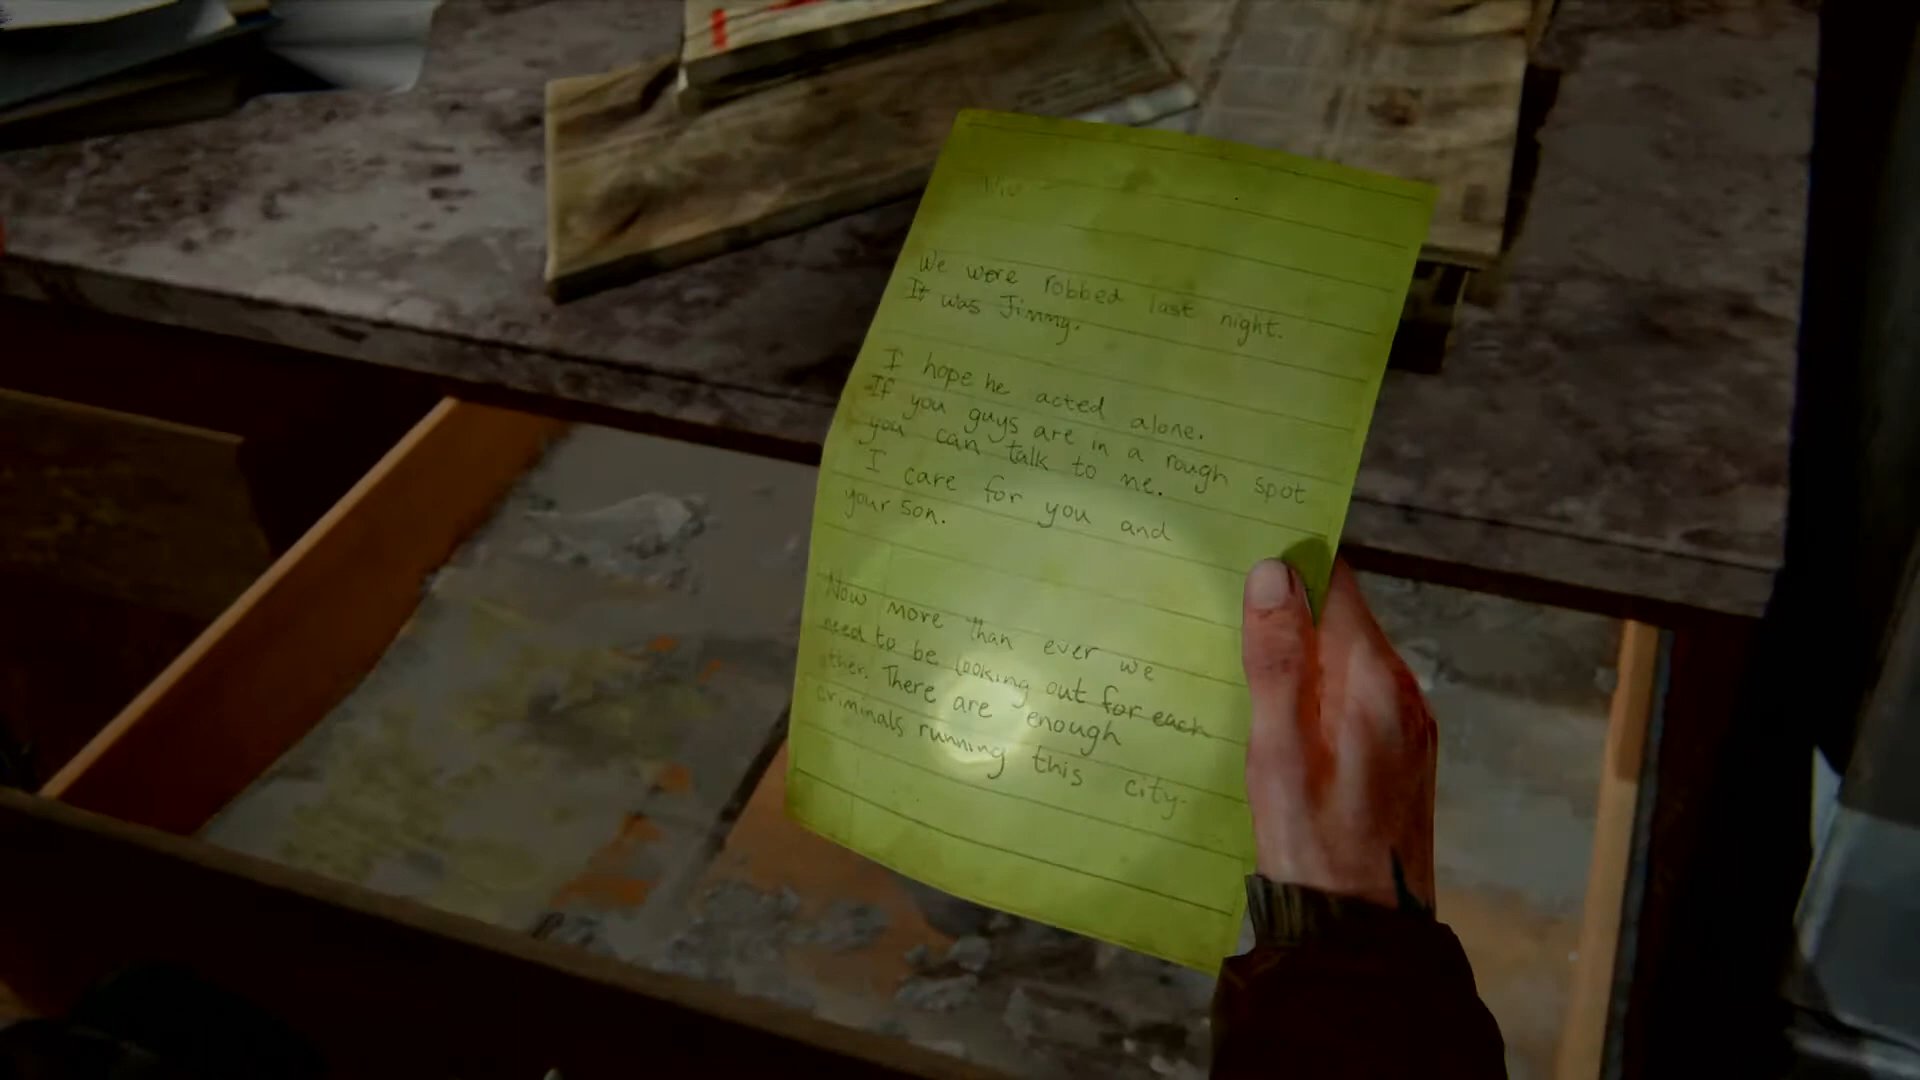 Viv
We were robbed last night.
It was Jimmy.
I hope he acted alone.
If you guys are in a rough spot
you can talk to me.
I care for you and
your son.
Now more than ever we
need to be looking out for each
other. There are enough
criminals running this city.